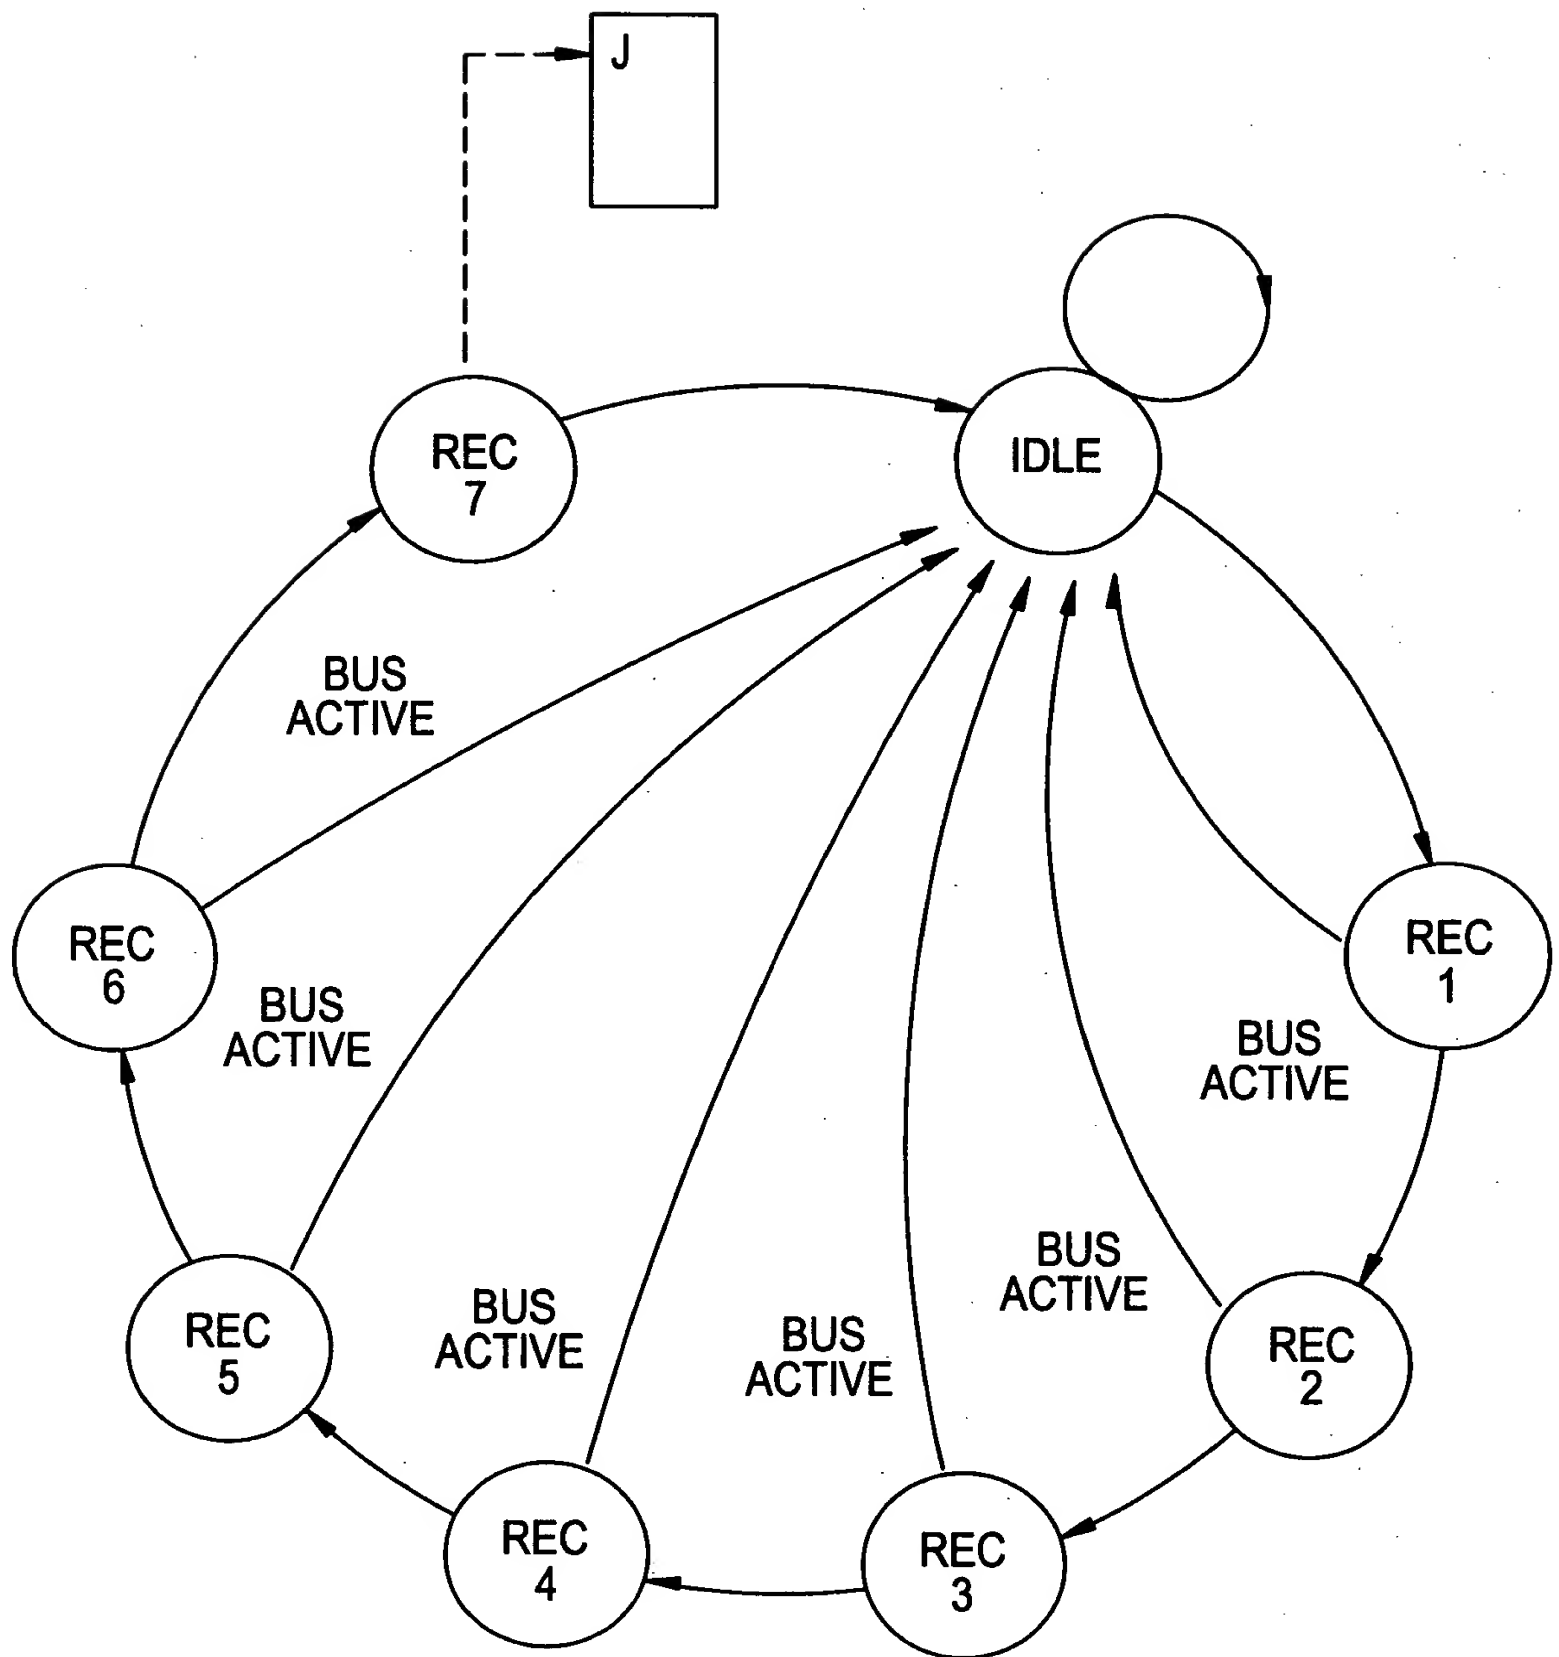 J
IDLE
REC
7
BUS
ACTIVE
REC
6
REC
1
BUS
ACTIVE
BUS
ACTIVE
BUS
ACTIVE
BUS
ACTIVE
BUS
ACTIVE
REC
5
REC
2
REC
4
REC
3